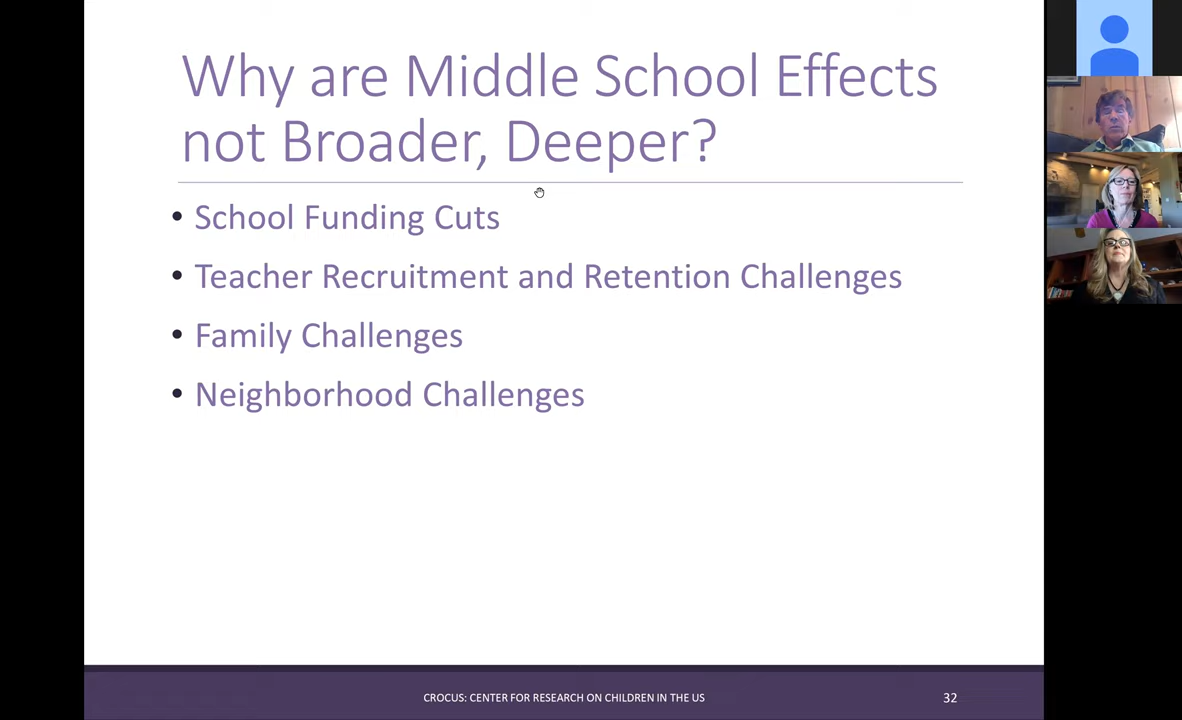 Why are Middle School Effects
not Broader, Deeper?
• School Funding Cuts
• Teacher Recruitment and Retention Challenges
• Family Challenges
• Neighborhood Challenges
CROCUS: CENTER FOR RESEARCH ON CHILDREN IN THE US
32